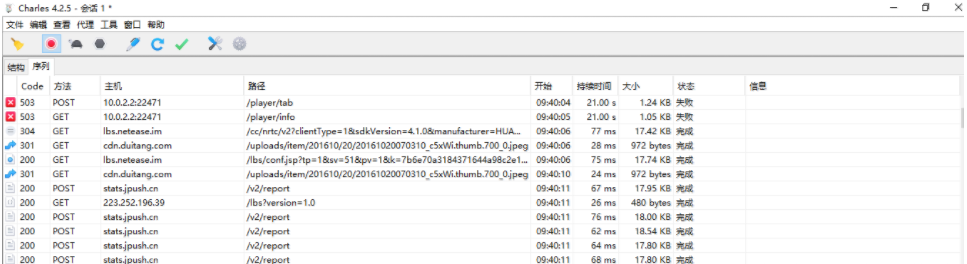 Charles 4.2.5 - 会话 1 *
文件 编辑 查看 代理 工具 窗口 帮助
结构 序列
Code 方法 主机 路径 开始 持续时间 大小 状态 信息
503 POST 10.0.2.2:22471 /player/tab 09:40:04 21.00 s 1.24 KB 失败
503 GET 10.0.2.2:22471 /player/info 09:40:05 21.00 s 1.05 KB 失败
304 GET lbs.netease.im /cc/nrtc/v2?clientType=1&sdkVersion=4.1.0&manufacturer=HUA... 09:40:06 77 ms 17.42 KB 完成
301 GET cdn.duitang.com /uploads/item/201610/20/20161020070310_c5xWi.thumb.700_0.jpeg 09:40:06 28 ms 972 bytes 完成
200 GET lbs.netease.im /lbs/conf.jsp?tp=1&sv=51&pv=1&k=7b6e70a3184371644a98c2e1... 09:40:06 75 ms 17.74 KB 完成
301 GET cdn.duitang.com /uploads/item/201610/20/20161020070310_c5xWi.thumb.700_0.jpeg 09:40:10 24 ms 972 bytes 完成
200 POST stats.jpush.cn /v2/report 09:40:11 67 ms 17.95 KB 完成
200 GET 223.252.196.39 /lbs?version=1.0 09:40:11 26 ms 480 bytes 完成
200 POST stats.jpush.cn /v2/report 09:40:11 76 ms 18.00 KB 完成
200 POST stats.jpush.cn /v2/report 09:40:11 62 ms 18.54 KB 完成
200 POST stats.jpush.cn /v2/report 09:40:11 64 ms 17.80 KB 完成
200 POST stats.jpush.cn /v2/report 09:40:11 68 ms 17.80 KB 完成